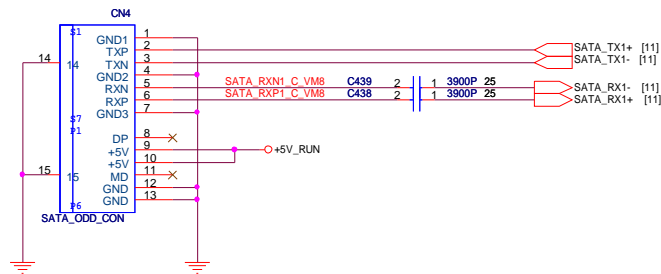 CN4
S1
GND1 1
TXP 2 SATA_TX1+ [11]
14 14 TXN 3 SATA_TX1- [11]
GND2 4
RXN 5 SATA_RXN1_C_VM8 C439 2 1 3900P 25 SATA_RX1- [11]
RXP 6 SATA_RXP1_C_VM8 C438 2 1 3900P 25 SATA_RX1+ [11]
GND3 7
S7
P1
DP 8
+5V 9 +5V_RUN
+5V 10
15 15 MD 11
GND 12
GND 13
P6
SATA_ODD_CON